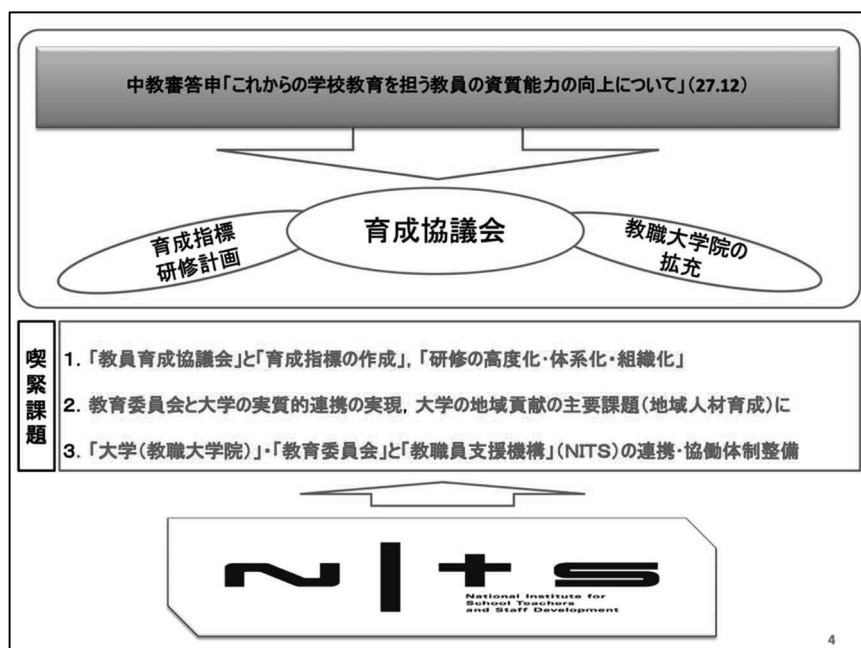 中教審答申「これからの学校教育を担う教員の資質能力の向上について」(27.12)
育成指標
研修計画
育成協議会
教職大学院の
拡充
喫緊課題
1. 「教員育成協議会」と「育成指標の作成」, 「研修の高度化・体系化・組織化」
2. 教育委員会と大学の実質的連携の実現, 大学の地域貢献の主要課題(地域人材育成)に
3. 「大学(教職大学院)」・「教育委員会」と「教職員支援機構」(NITS)の連携・協働体制整備
NITS
National Institute for
School Teachers
and Staff Development
4